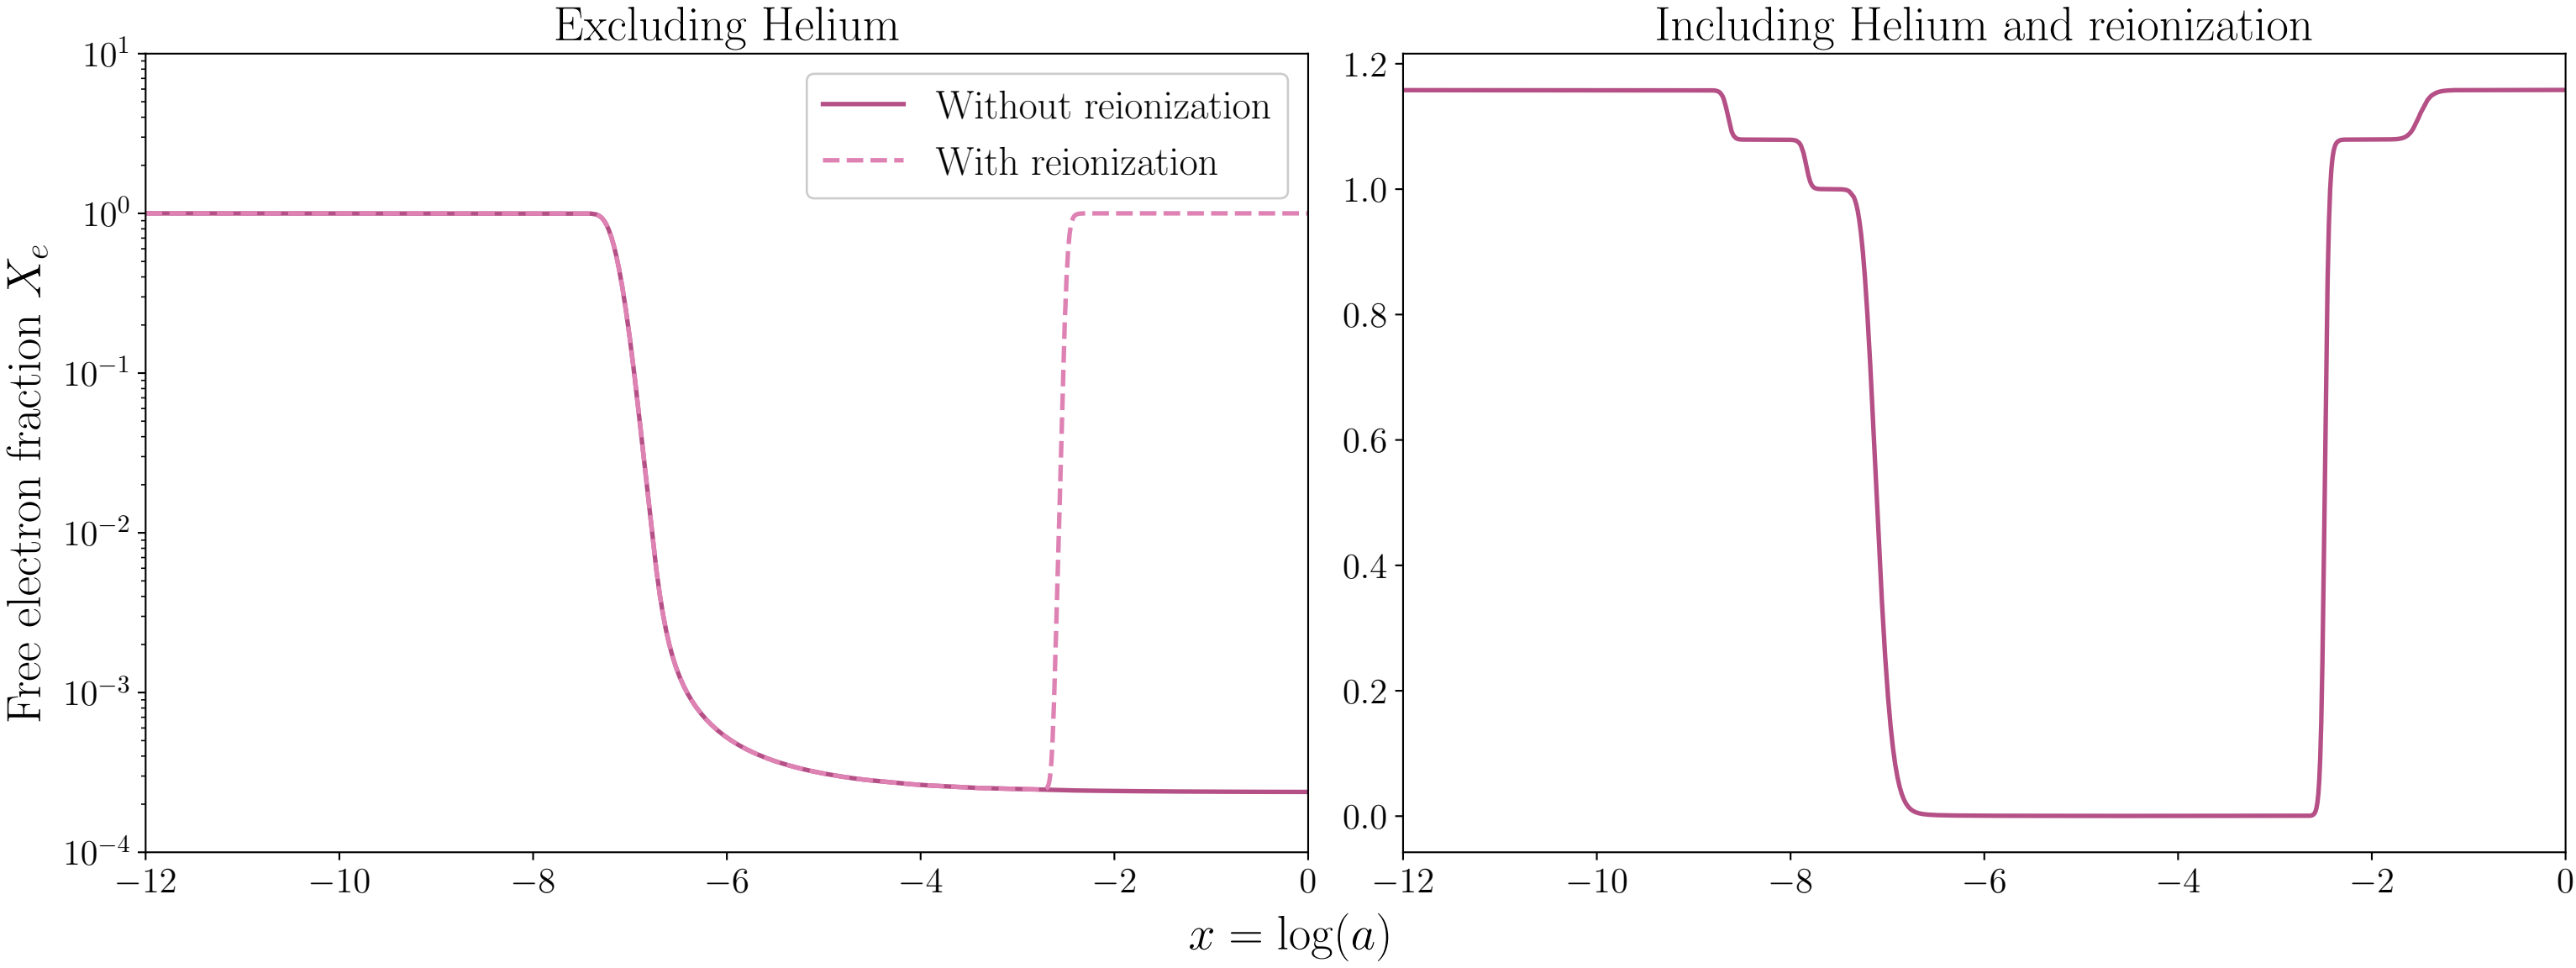 Excluding Helium
Including Helium and reionization
Free electron fraction $X_e$
$10^1$
$10^0$
$10^{-1}$
$10^{-2}$
$10^{-3}$
$10^{-4}$
Without reionization
With reionization
−12 −10 −8 −6 −4 −2 0
1.2
1.0
0.8
0.6
0.4
0.2
0.0
−12 −10 −8 −6 −4 −2 0
$x = \log(a)$